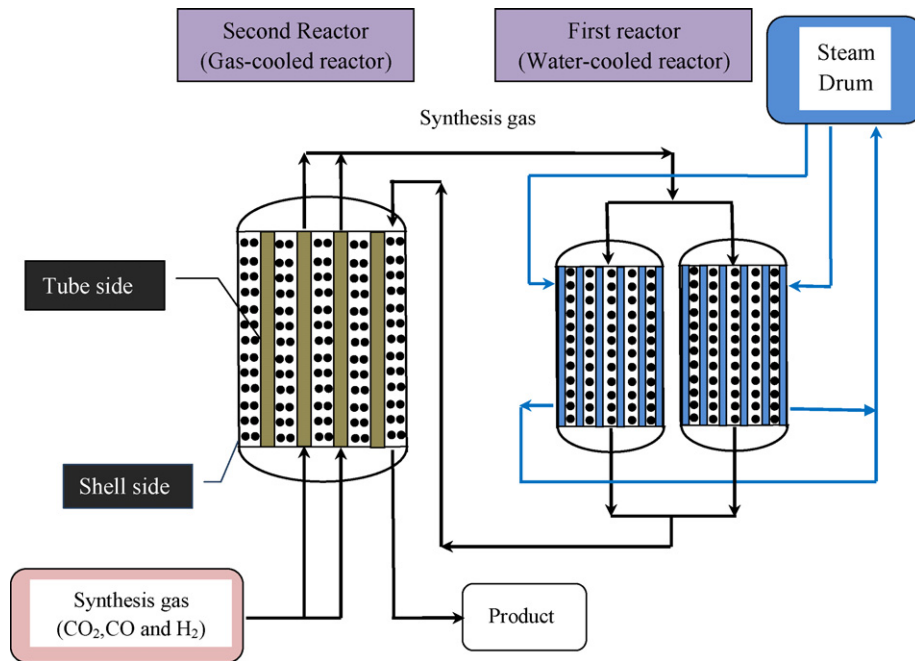 Second Reactor
(Gas-cooled reactor)
First reactor
(Water-cooled reactor)
Steam
Drum
Synthesis gas
Tube side
Shell side
Synthesis gas
(CO₂,CO and H₂)
Product